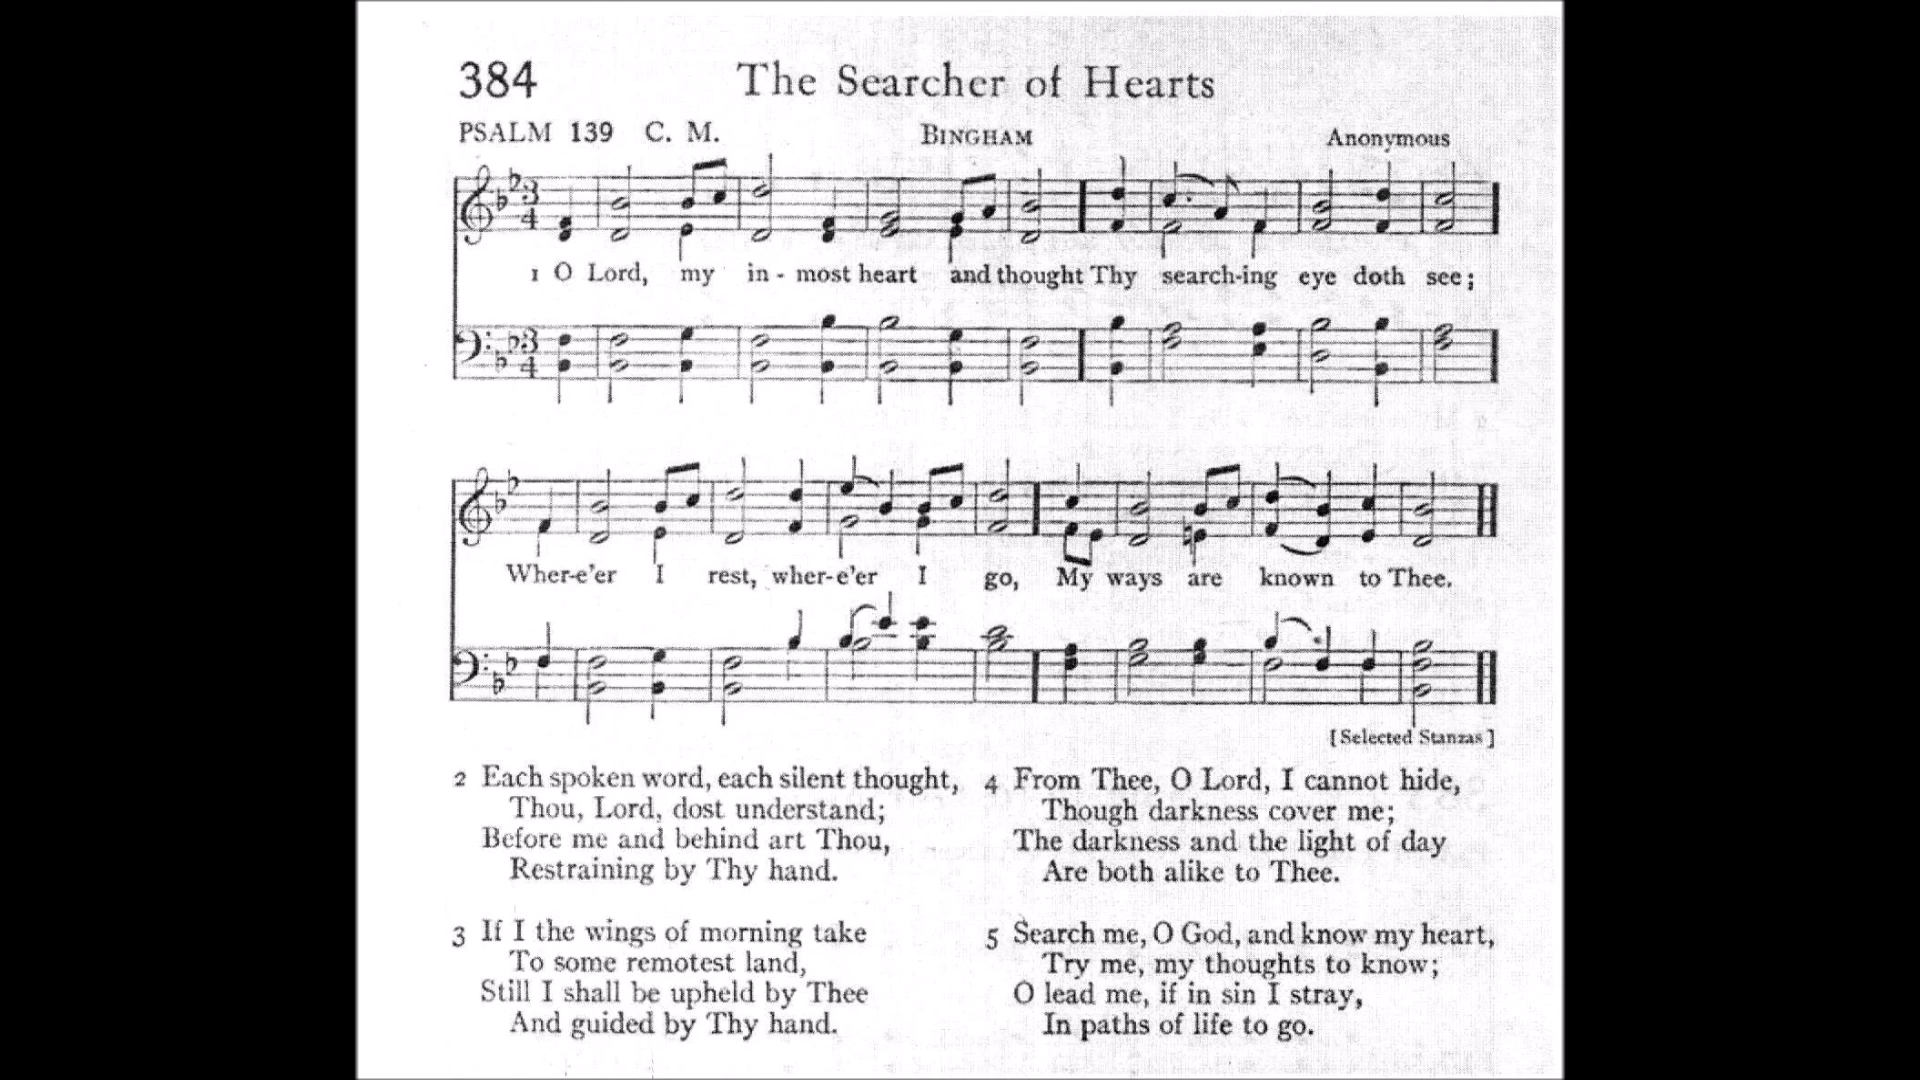 384 The Searcher of Hearts
PSALM 139 C. M. BINGHAM Anonymous
3 4
1 O Lord, my in - most heart and thought Thy search-ing eye doth see;
3 4
Wher-e'er I rest, wher-e'er I go, My ways are known to Thee.
[Selected Stanzas]
2 Each spoken word, each silent thought,
Thou, Lord, dost understand;
Before me and behind art Thou,
Restraining by Thy hand.
3 If I the wings of morning take
To some remotest land,
Still I shall be upheld by Thee
And guided by Thy hand.
4 From Thee, O Lord, I cannot hide,
Though darkness cover me;
The darkness and the light of day
Are both alike to Thee.
5 Search me, O God, and know my heart,
Try me, my thoughts to know;
O lead me, if in sin I stray,
In paths of life to go.